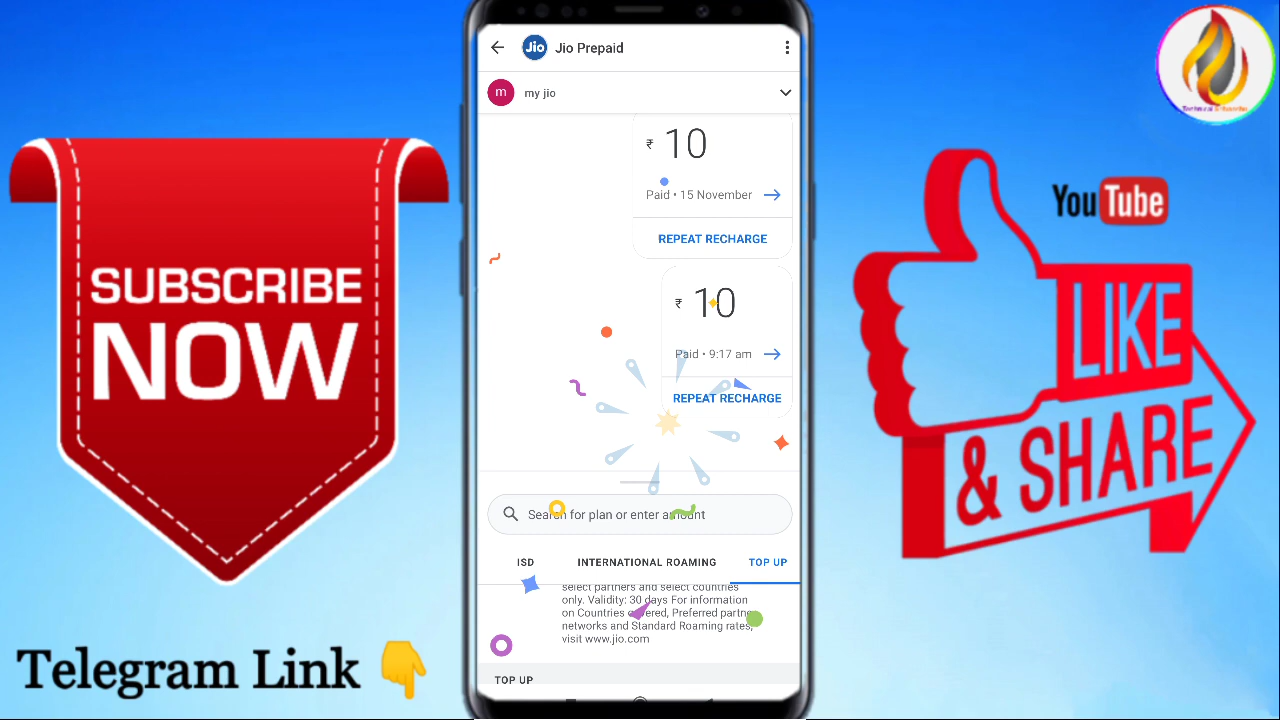 SUBSCRIBE
NOW
Telegram Link
Jio
Jio Prepaid
m
my jio
₹ 10
Paid • 15 November
REPEAT RECHARGE
₹ 10
Paid • 9:17 am
REPEAT RECHARGE
Search for plan or enter amount
ISD
INTERNATIONAL ROAMING
TOP UP
select partners and select countries
only. Validity: 30 days For information
on Countries covered, Preferred partne
networks and Standard Roaming rates,
visit www.jio.com
TOP UP
YouTube
LIKE
& SHARE